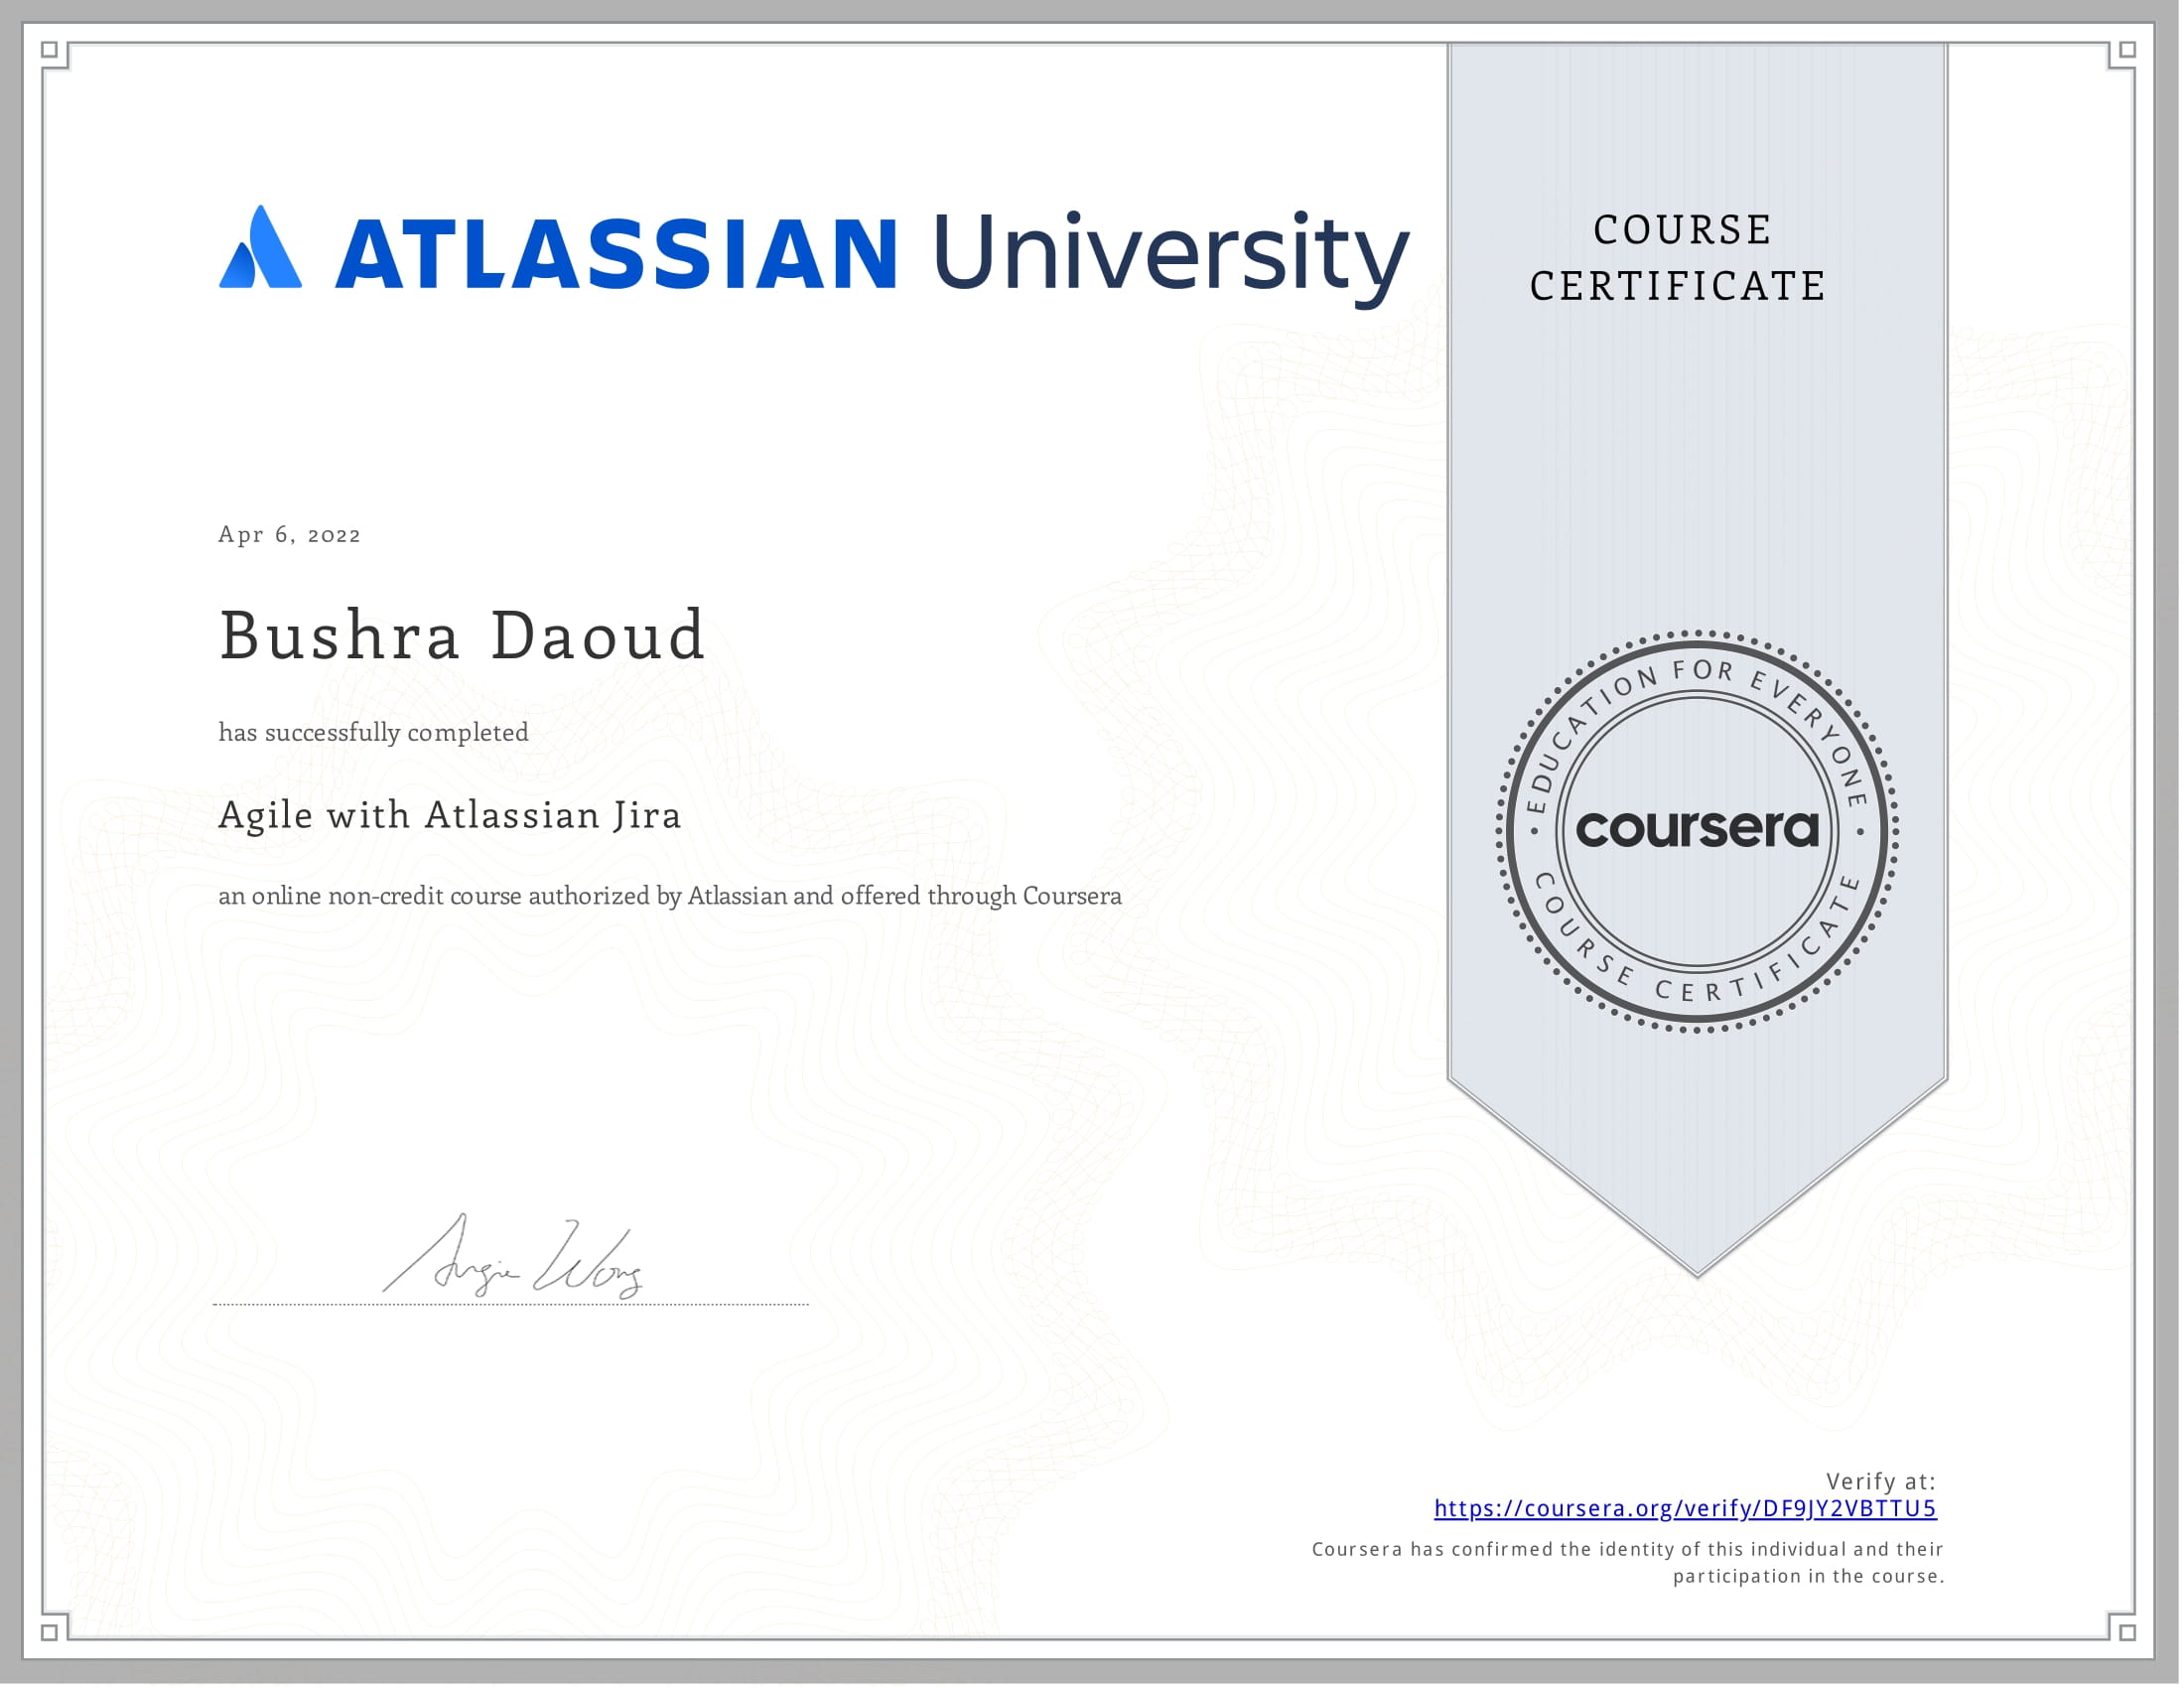 ATLASSIAN University
COURSE
CERTIFICATE
Apr 6, 2022
Bushra Daoud
has successfully completed
Agile with Atlassian Jira
an online non-credit course authorized by Atlassian and offered through Coursera
EDUCATION FOR EVERYONE
coursera
COURSE CERTIFICATE
Angie Wong
Verify at:
https://coursera.org/verify/DF9JY2VBTTU5
Coursera has confirmed the identity of this individual and their
participation in the course.